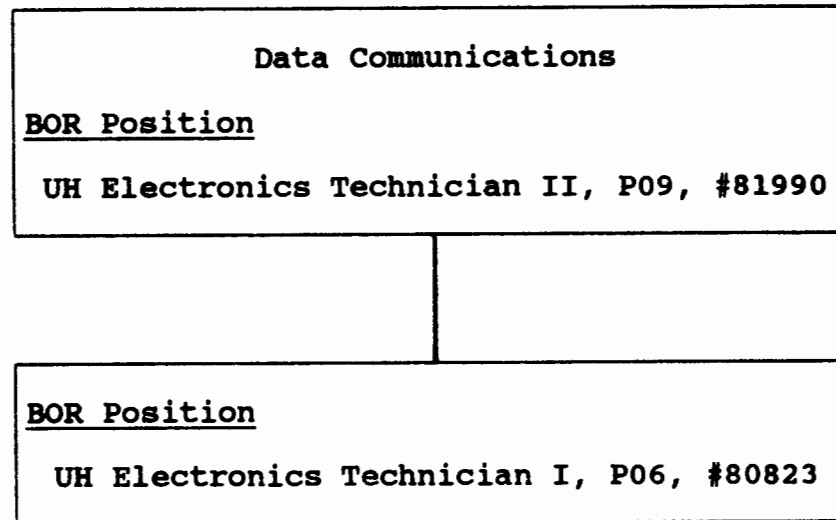 Data Communications
BOR Position
UH Electronics Technician II, P09, #81990
BOR Position
UH Electronics Technician I, P06, #80823